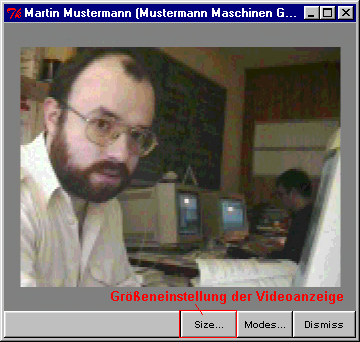 Martin Mustermann (Mustermann Maschinen G...
Größeneinstellung der Videoanzeige
Size... Modes... Dismiss